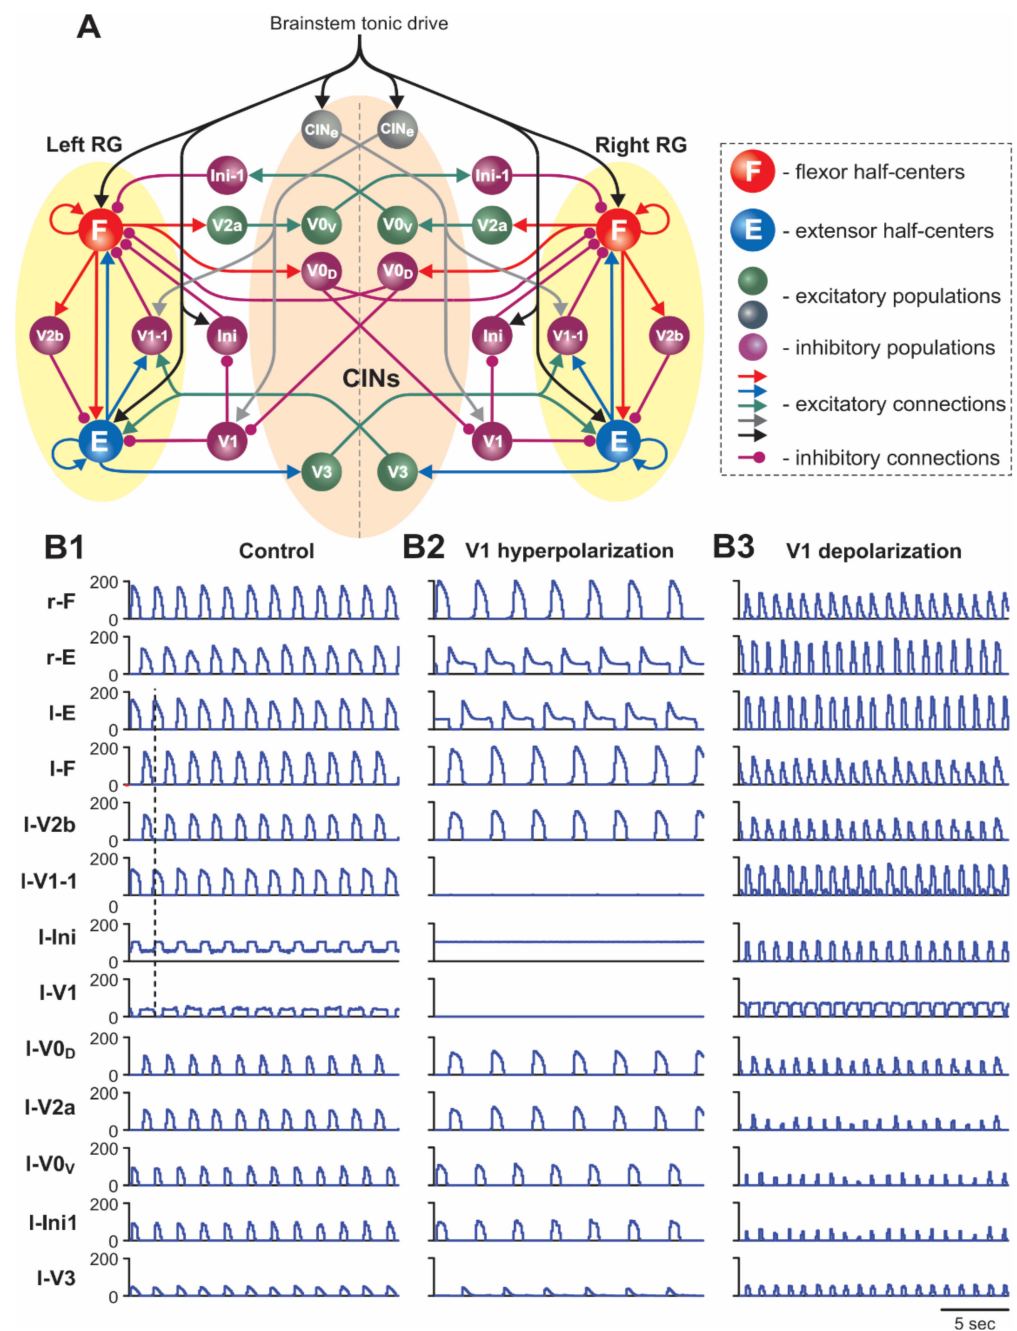 A
Brainstem tonic drive
Left RG
Right RG
CINe CINe
Ini-1 Ini-1
F V2a V0V V0V V2a F
V0D V0D
V2b V1-1 Ini Ini V1-1 V2b
CINs
E V1 V1 E
V3 V3
F - flexor half-centers
E - extensor half-centers
- excitatory populations
- inhibitory populations
- excitatory connections
- inhibitory connections
B1 Control
B2 V1 hyperpolarization
B3 V1 depolarization
r-F 200 0
r-E 200 0
l-E 200 0
l-F 200 0
l-V2b 200 0
l-V1-1 200 0
l-Ini 200 0
l-V1 200 0
l-V0D 200 0
l-V2a 200 0
l-V0V 200 0
l-Ini1 200 0
l-V3 200 0
5 sec